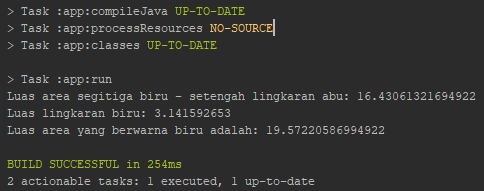 > Task :app:compileJava UP-TO-DATE
> Task :app:processResources NO-SOURCE
> Task :app:classes UP-TO-DATE
> Task :app:run
Luas area segitiga biru - setengah lingkaran abu: 16.43061321694922
Luas lingkaran biru: 3.141592653
Luas area yang berwarna biru adalah: 19.57220586994922
BUILD SUCCESSFUL in 254ms
2 actionable tasks: 1 executed, 1 up-to-date